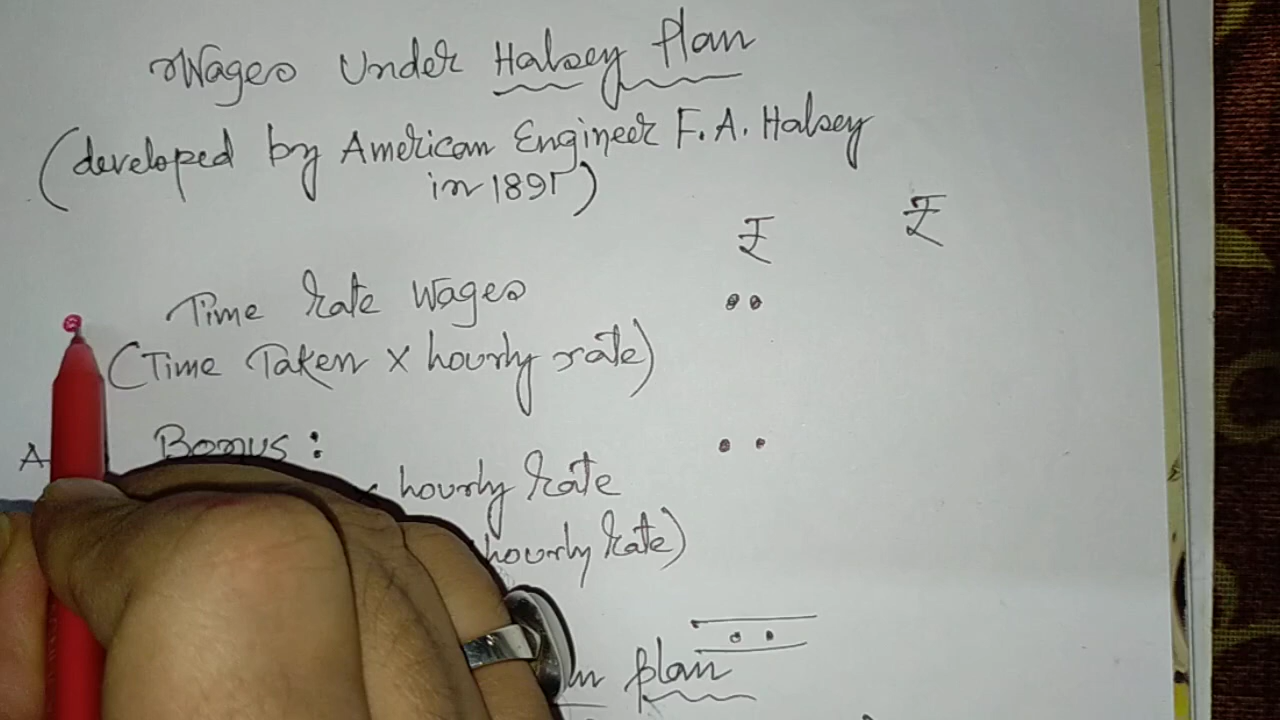 Wages Under Halsey Plan
(developed by American Engineer F. A. Halsey
in 1891)
₹ ₹
Time Rate Wages
(Time Taken x hourly rate)
A
Bonus :
x hourly Rate
hourly Rate)
plan